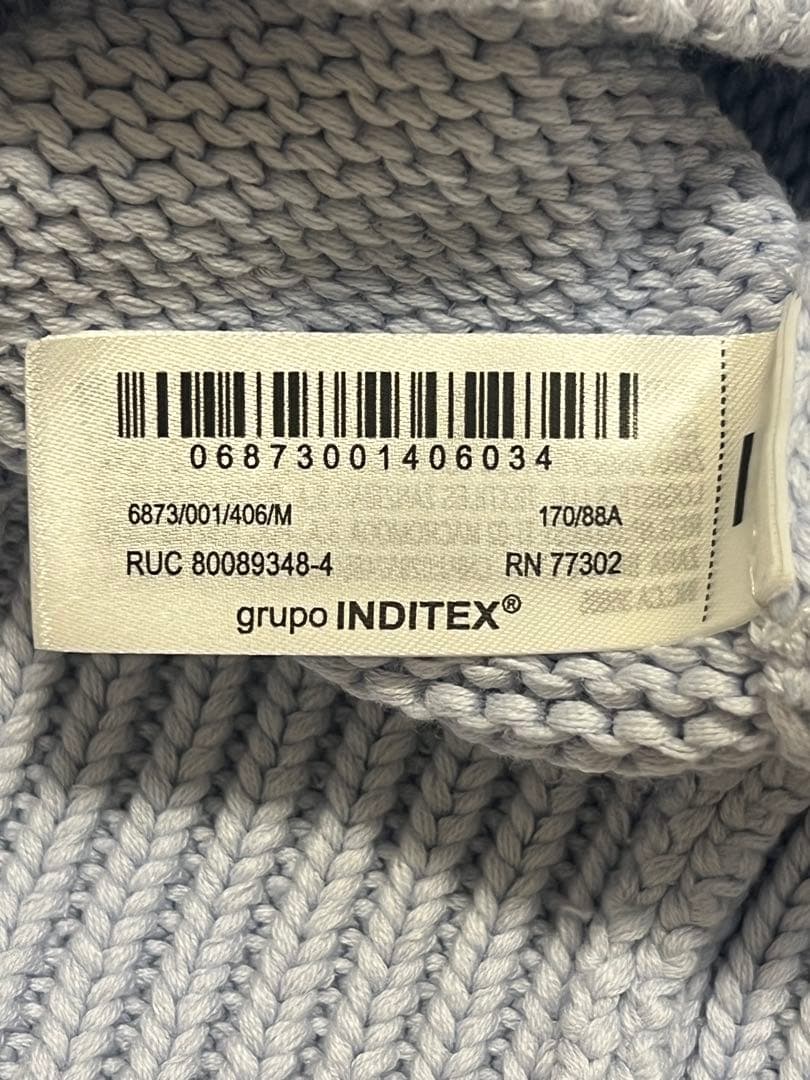 06873001406034
6873/001/406/M 170/88A
RUC 80089348-4 RN 77302
grupo INDITEX®